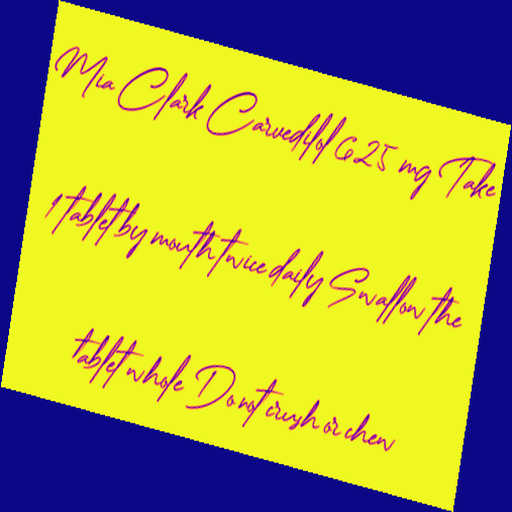 Mia Clark Carvedilol 6.25 mg Take
1 tablet by mouth twice daily Swallow the
tablet whole Do not crush or chew